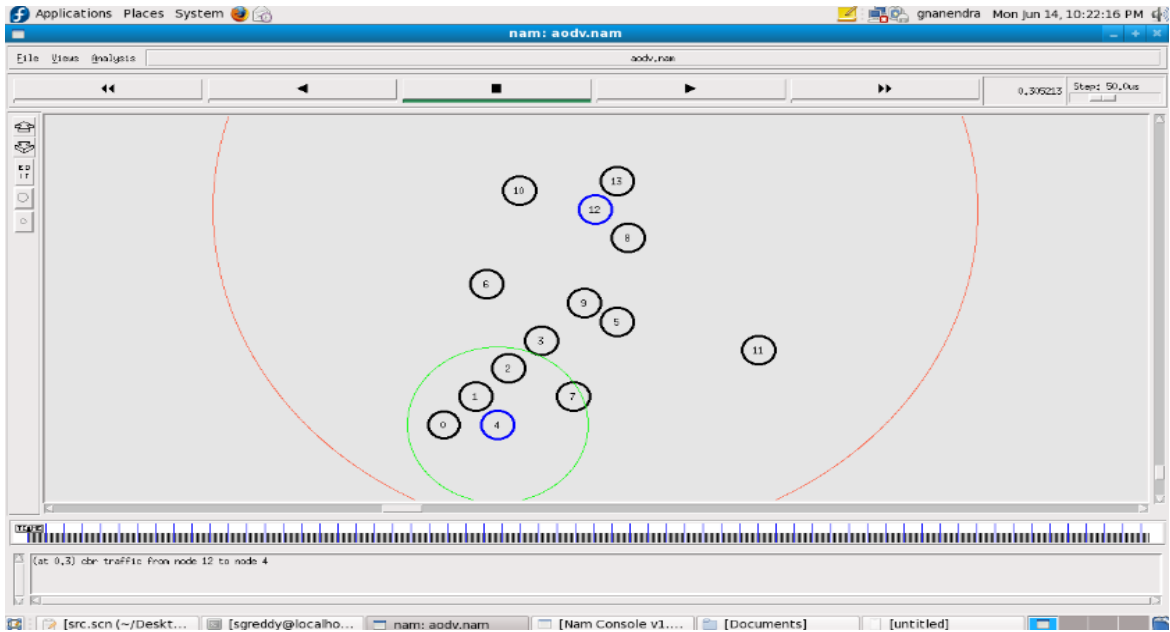 Applications Places System gnanendra Mon Jun 14, 10:22:16 PM
nam: aodv.nam
File Views Analysis aodv.nam
0.305213 Step: 50.0us
13
10
12
8
6
9
5
3
11
2
1
7
0
4
TIME
(at 0.3) cbr traffic from node 12 to node 4
[src.scn (~/Deskt... [sgreddy@localho... nam: aodv.nam [Nam Console v1.... [Documents] [untitled]